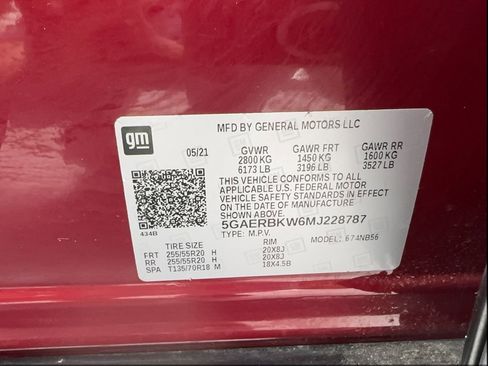 MFD BY GENERAL MOTORS LLC
gm
05/21 GVWR GAWR FRT GAWR RR
2800 KG 1450 KG 1600 KG
6173 LB 3196 LB 3527 LB
THIS VEHICLE CONFORMS TO ALL
APPLICABLE U.S. FEDERAL MOTOR
VEHICLE SAFETY STANDARDS IN
EFFECT ON THE DATE OF
MANUFACTURE SHOWN ABOVE.
5GAERBKW6MJ228787
TYPE: M.P.V. MODEL: 674NB56
434B
TIRE SIZE RIM
FRT 255/55R20 H 20X8J
RR 255/55R20 H 20X8J
SPA T135/70R18 M 18X4.5B